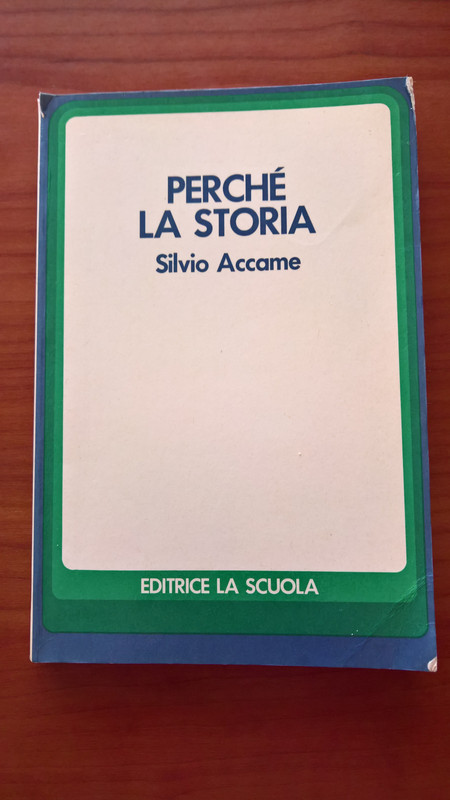 PERCHÉ
LA STORIA
Silvio Accame
EDITRICE LA SCUOLA